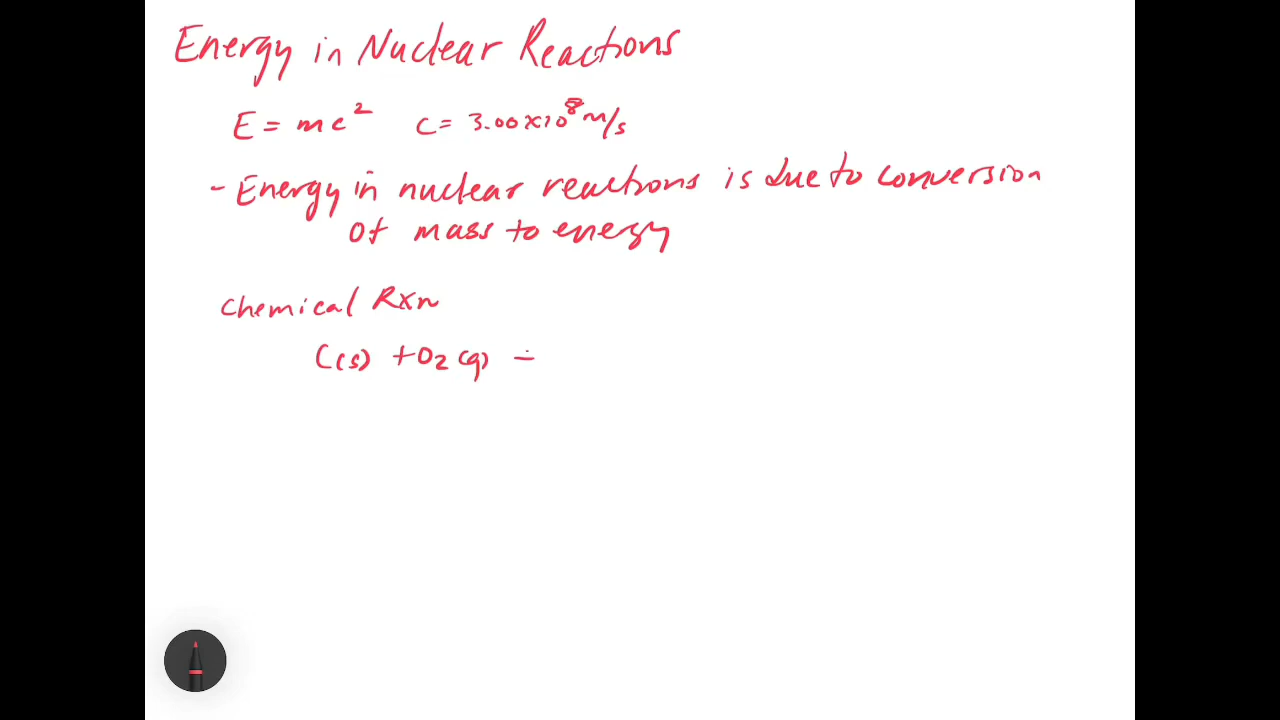 Energy in Nuclear Reactions
E = mc² C = 3.00x10⁸ m/s
- Energy in nuclear reactions is due to conversion
of mass to energy
Chemical Rxn
C(s) + O₂ (g)